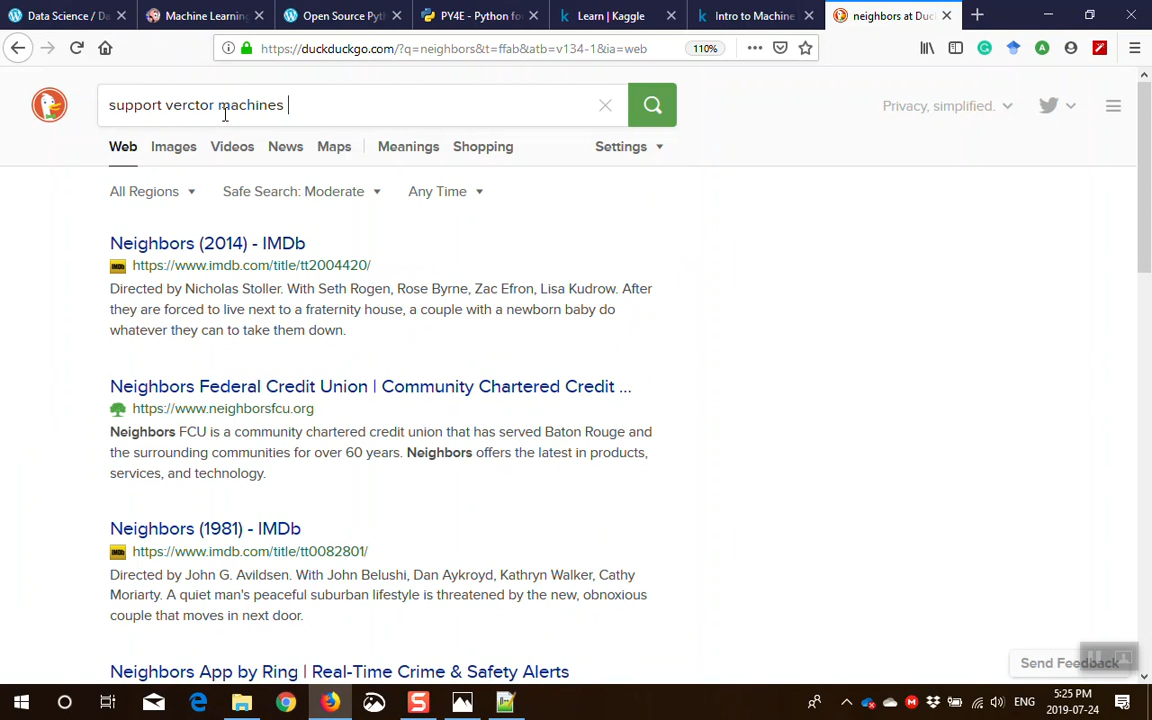 Data Science / Da
Machine Learning
Open Source Pyth
PY4E - Python fo
Learn | Kaggle
Intro to Machine
neighbors at Duc
https://duckduckgo.com/?q=neighbors&t=ffab&atb=v134-1&ia=web
110%
support verctor machines
Privacy, simplified.
Web Images Videos News Maps Meanings Shopping Settings
All Regions Safe Search: Moderate Any Time
Neighbors (2014) - IMDb
https://www.imdb.com/title/tt2004420/
Directed by Nicholas Stoller. With Seth Rogen, Rose Byrne, Zac Efron, Lisa Kudrow. After
they are forced to live next to a fraternity house, a couple with a newborn baby do
whatever they can to take them down.
Neighbors Federal Credit Union | Community Chartered Credit ...
https://www.neighborsfcu.org
Neighbors FCU is a community chartered credit union that has served Baton Rouge and
the surrounding communities for over 60 years. Neighbors offers the latest in products,
services, and technology.
Neighbors (1981) - IMDb
https://www.imdb.com/title/tt0082801/
Directed by John G. Avildsen. With John Belushi, Dan Aykroyd, Kathryn Walker, Cathy
Moriarty. A quiet man's peaceful suburban lifestyle is threatened by the new, obnoxious
couple that moves in next door.
Neighbors App by Ring | Real-Time Crime & Safety Alerts
Send Feedback
ENG
5:25 PM
2019-07-24